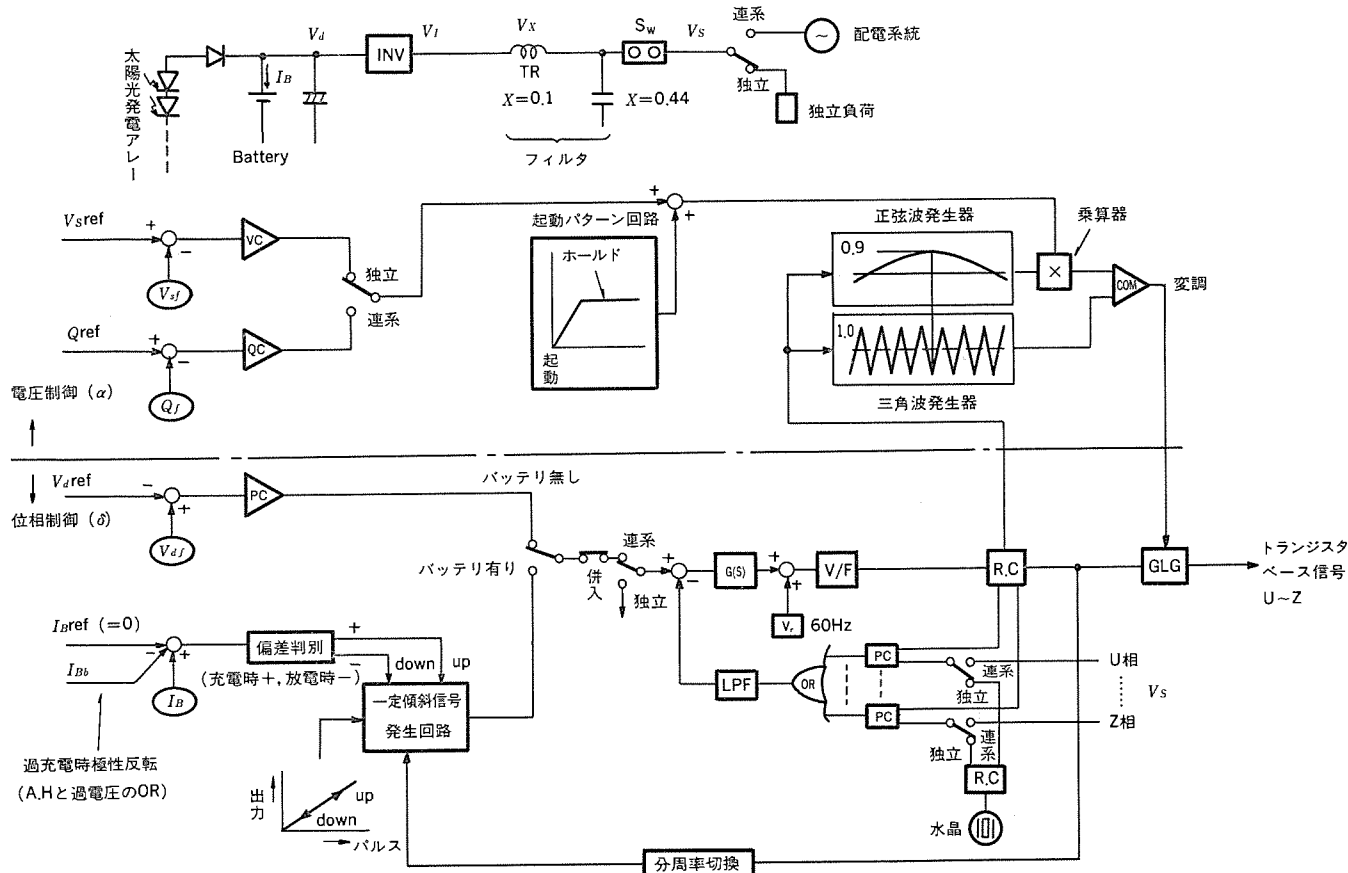 連系
V_d
V_I
V_X
S_W
V_S
~
配電系統
INV
太陽光発電アレー
I_B
TR
独立
X=0.1
X=0.44
独立負荷
Battery
フィルタ
V_S ref
+
−
VC
V_sf
独立
連系
Q ref
+
−
QC
Q_f
電圧制御 (α)
+
+
起動パターン回路
ホールド
起動
正弦波発生器
乗算器
0.9
×
COM
変調
1.0
三角波発生器
V_d ref
−
+
PC
バッテリ無し
位相制御 (δ)
V_df
バッテリ有り
連系
併入
独立
+
−
G(S)
+
+
V/F
R.C
GLG
トランジスタ
ベース信号
U~Z
V_r
60Hz
I_B ref (=0)
−
+
I_Bb
I_B
偏差判別
+
−
down
up
(充電時+,放電時−)
一定傾斜信号
発生回路
LPF
OR
PC
連系
独立
U相
V_S
PC
Z相
独立
連系
R.C
水晶
過充電時極性反転
(A.Hと過電圧のOR)
出力
up
down
パルス
分周率切換